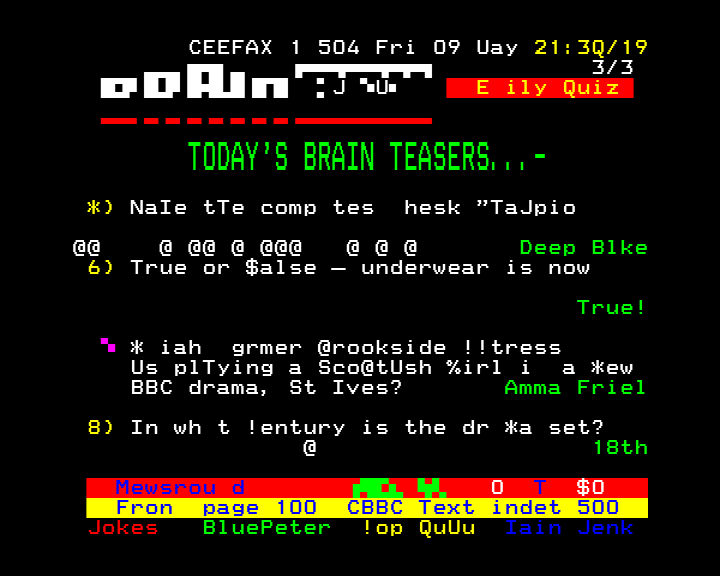 CEEFAX 1 504 Fri 09 Uay 21:3Q/19
3/3
E ily Quiz
TODAY'S BRAIN TEASERS...-
*) NaIe tTe comp tes  hesk "TaJpio
@@    @ @@ @ @@@   @ @ @       Deep Blke
6) True or $alse – underwear is now
True!
* iah  grmer @rookside !!tress
Us plTying a Sco@tUsh %irl i  a *ew
BBC drama, St Ives?       Amma Friel
8) In wh t !entury is the dr *a set?
@                   18th
Mewsrou d                 O  T  $O
Fron  page 100  CBBC Text indet 500
Jokes   BluePeter  !op QuUu  Iain Jenk